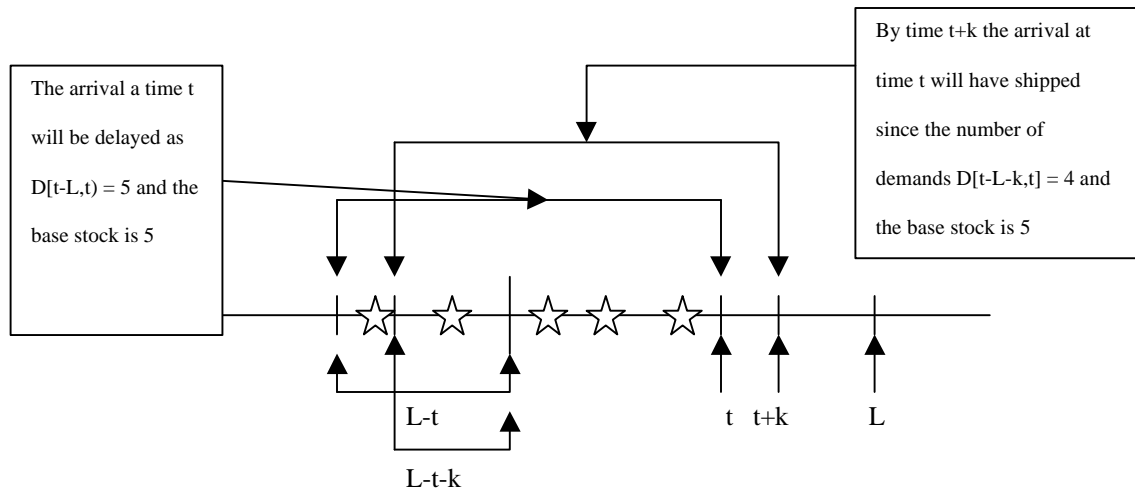 The arrival a time t
will be delayed as
D[t-L,t) = 5 and the
base stock is 5
By time t+k the arrival at
time t will have shipped
since the number of
demands D[t-L-k,t] = 4 and
the base stock is 5
L-t
t
t+k
L
L-t-k